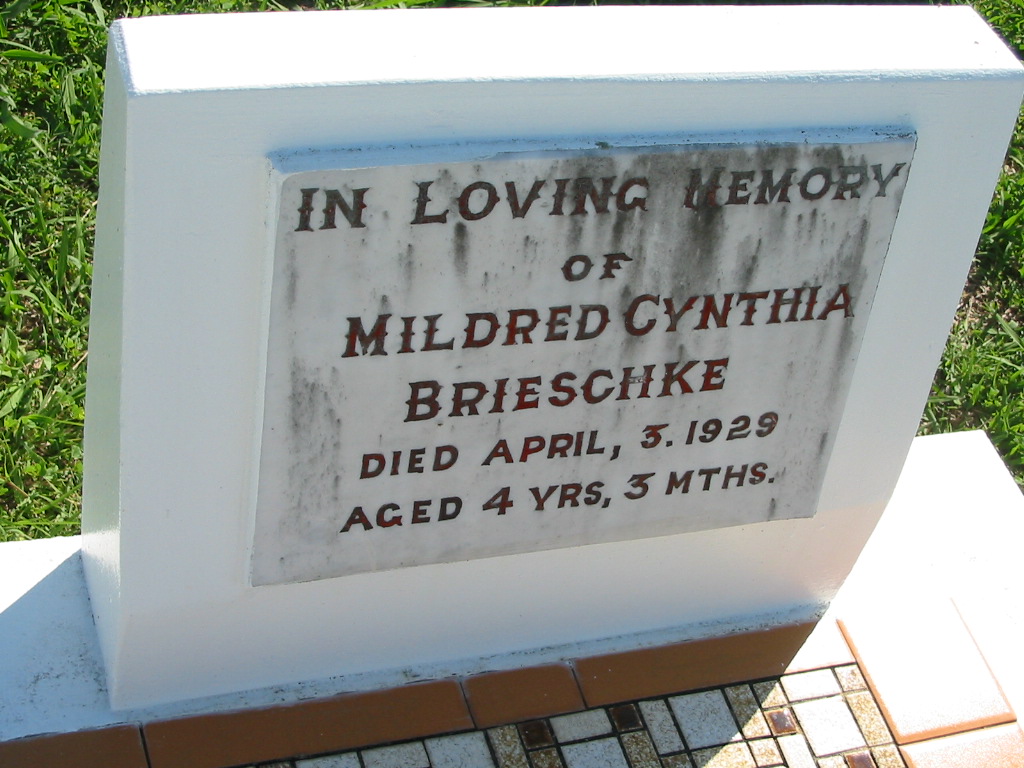 IN LOVING MEMORY
OF
MILDRED CYNTHIA
BRIESCHKE
DIED APRIL, 3. 1929
AGED 4 YRS, 3 MTHS.